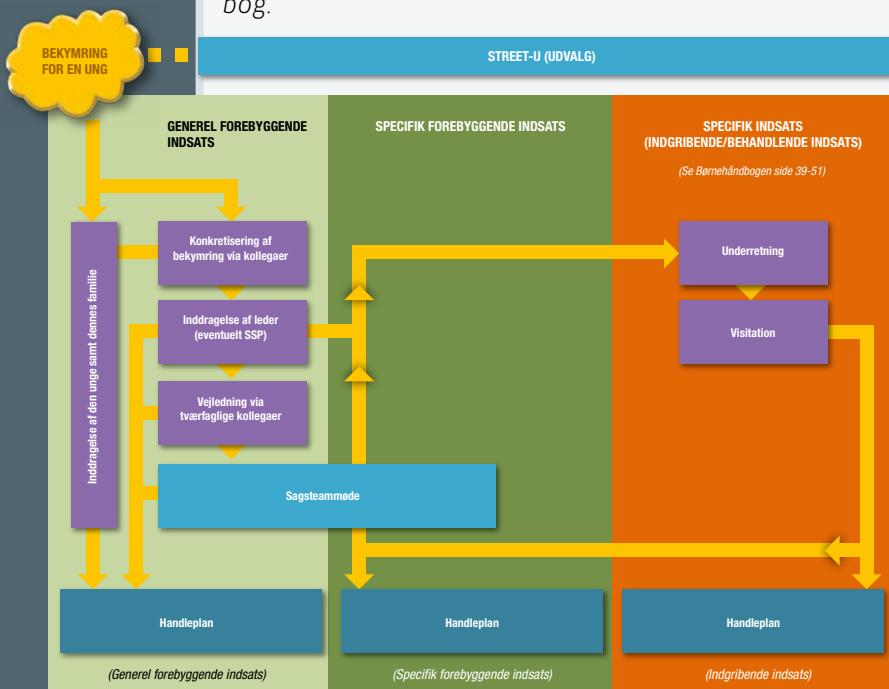 bog.
BEKYMRING
FOR EN UNG
STREET-U (UDVALG)
GENEREL FOREBYGGENDE
INDSATS
SPECIFIK FOREBYGGENDE INDSATS
SPECIFIK INDSATS
(INDGRIBENDE/BEHANDLENDE INDSATS)
(Se Børnehåndbogen side 39-51)
Inddragelse af den unge samt dennes familie
Konkretisering af
bekymring via kollegaer
Inddragelse af leder
(eventuelt SSP)
Vejledning via
tværfaglige kollegaer
Sagsteammøde
Underretning
Visitation
Handleplan
(Generel forebyggende indsats)
Handleplan
(Specifik forebyggende indsats)
Handleplan
(Indgribende indsats)